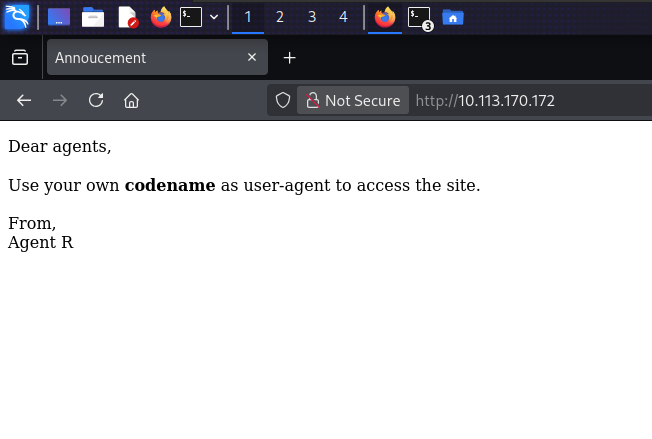 1 2 3 4
3
Annoucement
Not Secure http://10.113.170.172
Dear agents,
Use your own codename as user-agent to access the site.
From,
Agent R